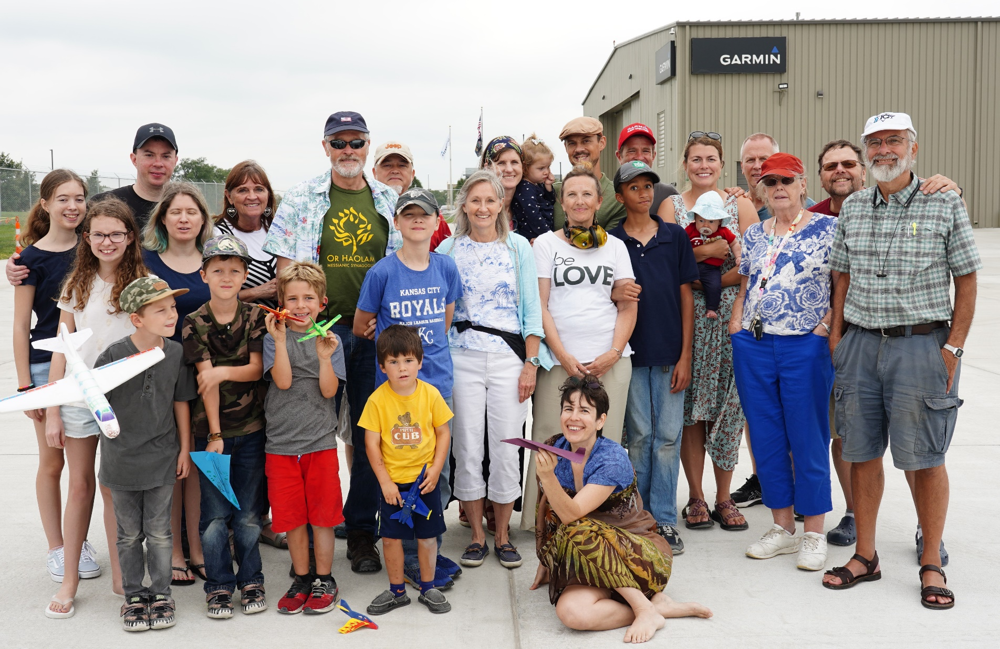 GARMIN
GARMIN
GARMIN
Jeep
OR HAOLAM
MESSIANIC SYNAGOGUE
be
LOVE
KANSAS CITY
ROYALS
MAJOR LEAGUE BASEBALL
KC
PIPER
CUB